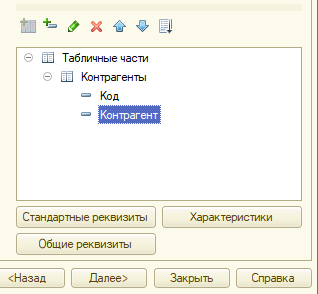 Табличные части
Контрагенты
Код
Контрагент
Стандартные реквизиты
Характеристики
Общие реквизиты
<Назад
Далее>
Закрыть
Справка